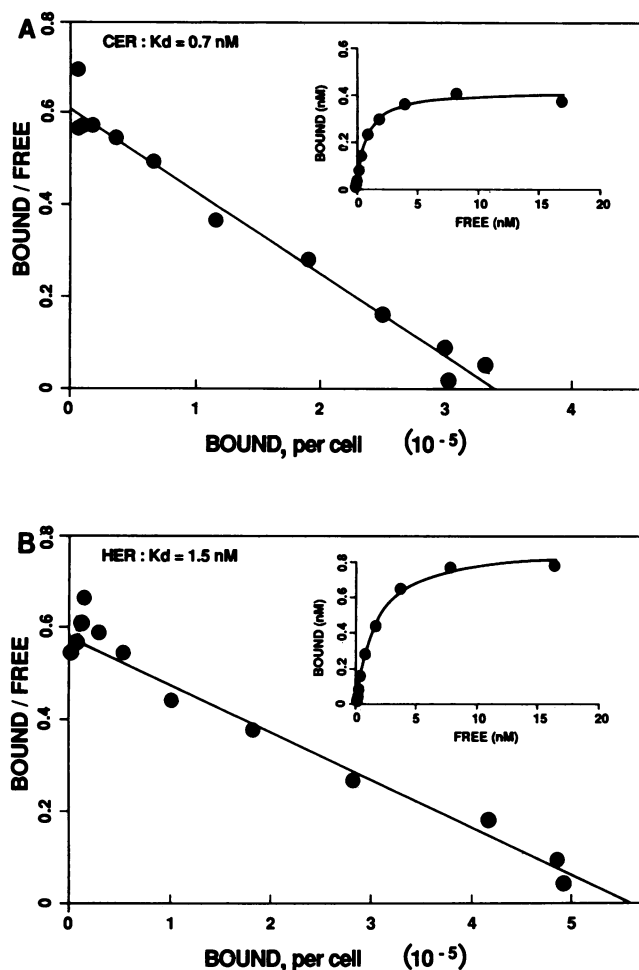 A
CER : Kd = 0.7 nM
BOUND / FREE
0.8
0.6
0.4
0.2
0
0 1 2 3 4
BOUND, per cell (10 -5)
BOUND (nM)
0.6
0.4
0.2
0
0 5 10 15 20
FREE (nM)
B
HER : Kd = 1.5 nM
BOUND / FREE
0.8
0.6
0.4
0.2
0
0 1 2 3 4 5
BOUND, per cell (10 -5)
BOUND (nM)
0.8
0.6
0.4
0.2
0
0 5 10 15 20
FREE (nM)